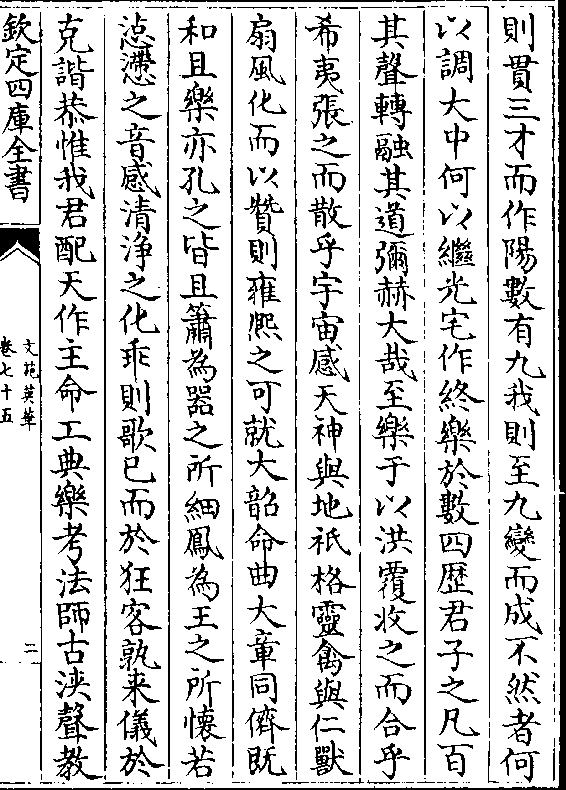 則貫三才而作陽數有九我則至九變而成不然者何
以調大中何以繼光宅作終樂於數四歴君子之凡百
其聲轉融其道彌赫大哉至樂于以洪覆收之而合乎
希夷張之而散乎宇宙感天神與地祇格靈禽與仁獸
扇風化而以贊則雍熈之可就大韶命曲大章同儕既
和且樂亦孔之皆且簫為器之所細鳳為王之所懐若
惉懘之音感清浄之化乖則歌已而於狂客孰来儀於
克諧恭惟我君配天作主命工典樂考法師古浹聲教
欽定四庫全書
文苑英華
卷七十五
二